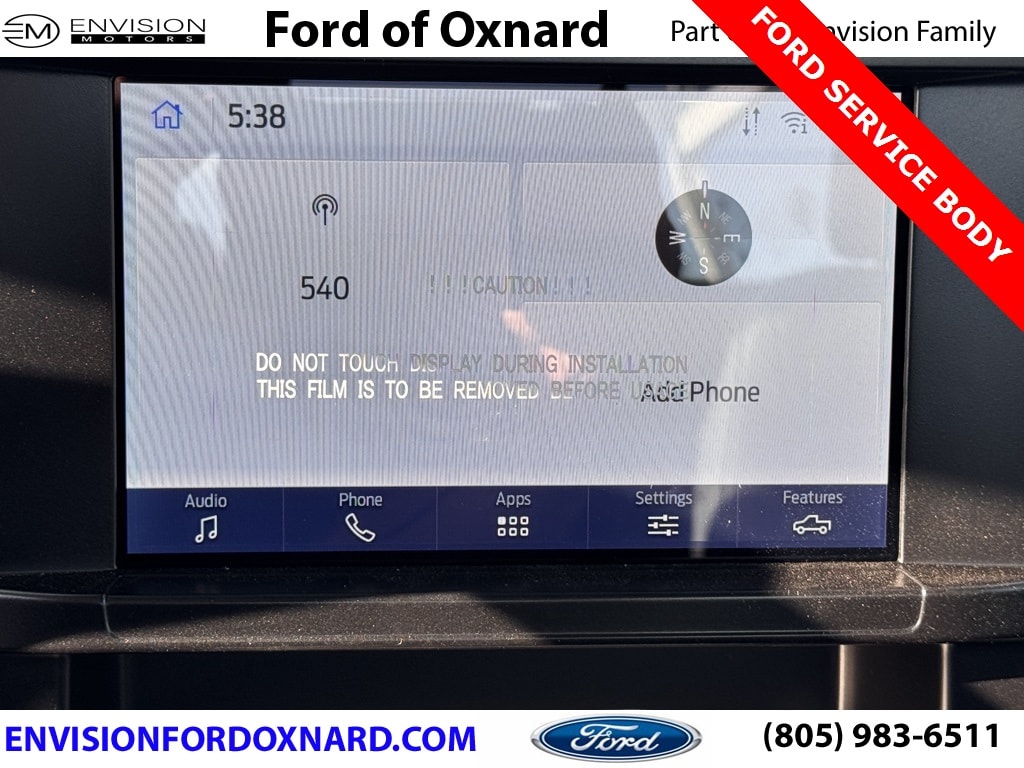 ENVISION
MOTORS
Ford of Oxnard
Part
vision Family
FORD SERVICE BODY
5:38
540
N
NE
E
S
W
!!!CAUTION!!!
DO NOT TOUCH DISPLAY DURING INSTALLATION
THIS FILM IS TO BE REMOVED BEFORE USAGE
Add Phone
Audio
Phone
Apps
Settings
Features
ENVISIONFORDOXNARD.COM
Ford
(805) 983-6511